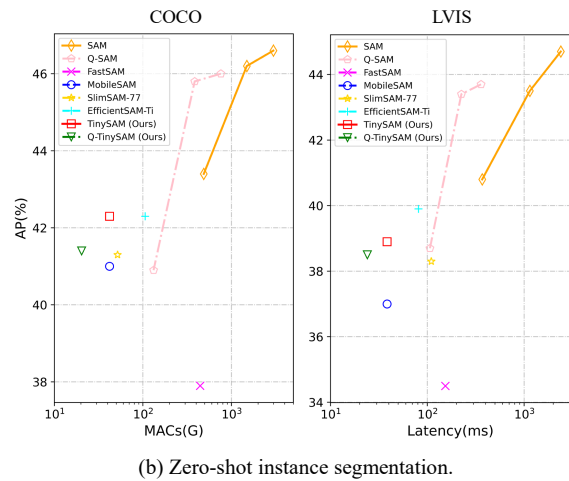 COCO
LVIS
SAM
Q-SAM
FastSAM
MobileSAM
SlimSAM-77
EfficientSAM-Ti
TinySAM (Ours)
Q-TinySAM (Ours)
SAM
Q-SAM
FastSAM
MobileSAM
SlimSAM-77
EfficientSAM-Ti
TinySAM (Ours)
Q-TinySAM (Ours)
AP(%)
46
44
42
40
38
44
42
40
38
36
34
10¹
10²
10³
10¹
10²
10³
MACs(G)
Latency(ms)
(b) Zero-shot instance segmentation.